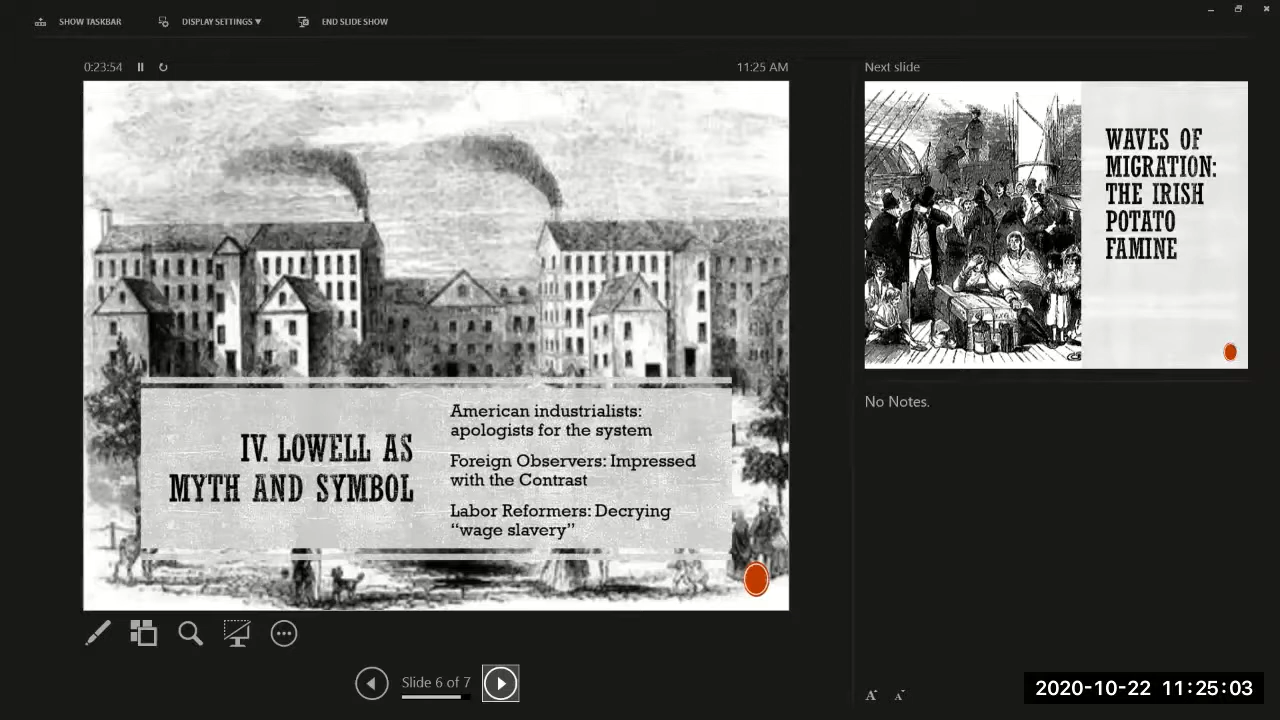 SHOW TASKBAR
DISPLAY SETTINGS ▼
END SLIDE SHOW
0:23:54
11:25 AM
Next slide
IV. LOWELL AS
MYTH AND SYMBOL
American industrialists:
apologists for the system
Foreign Observers: Impressed
with the Contrast
Labor Reformers: Decrying
“wage slavery”
WAVES OF
MIGRATION:
THE IRISH
POTATO
FAMINE
No Notes.
Slide 6 of 7
A
A
2020-10-22 11:25:03